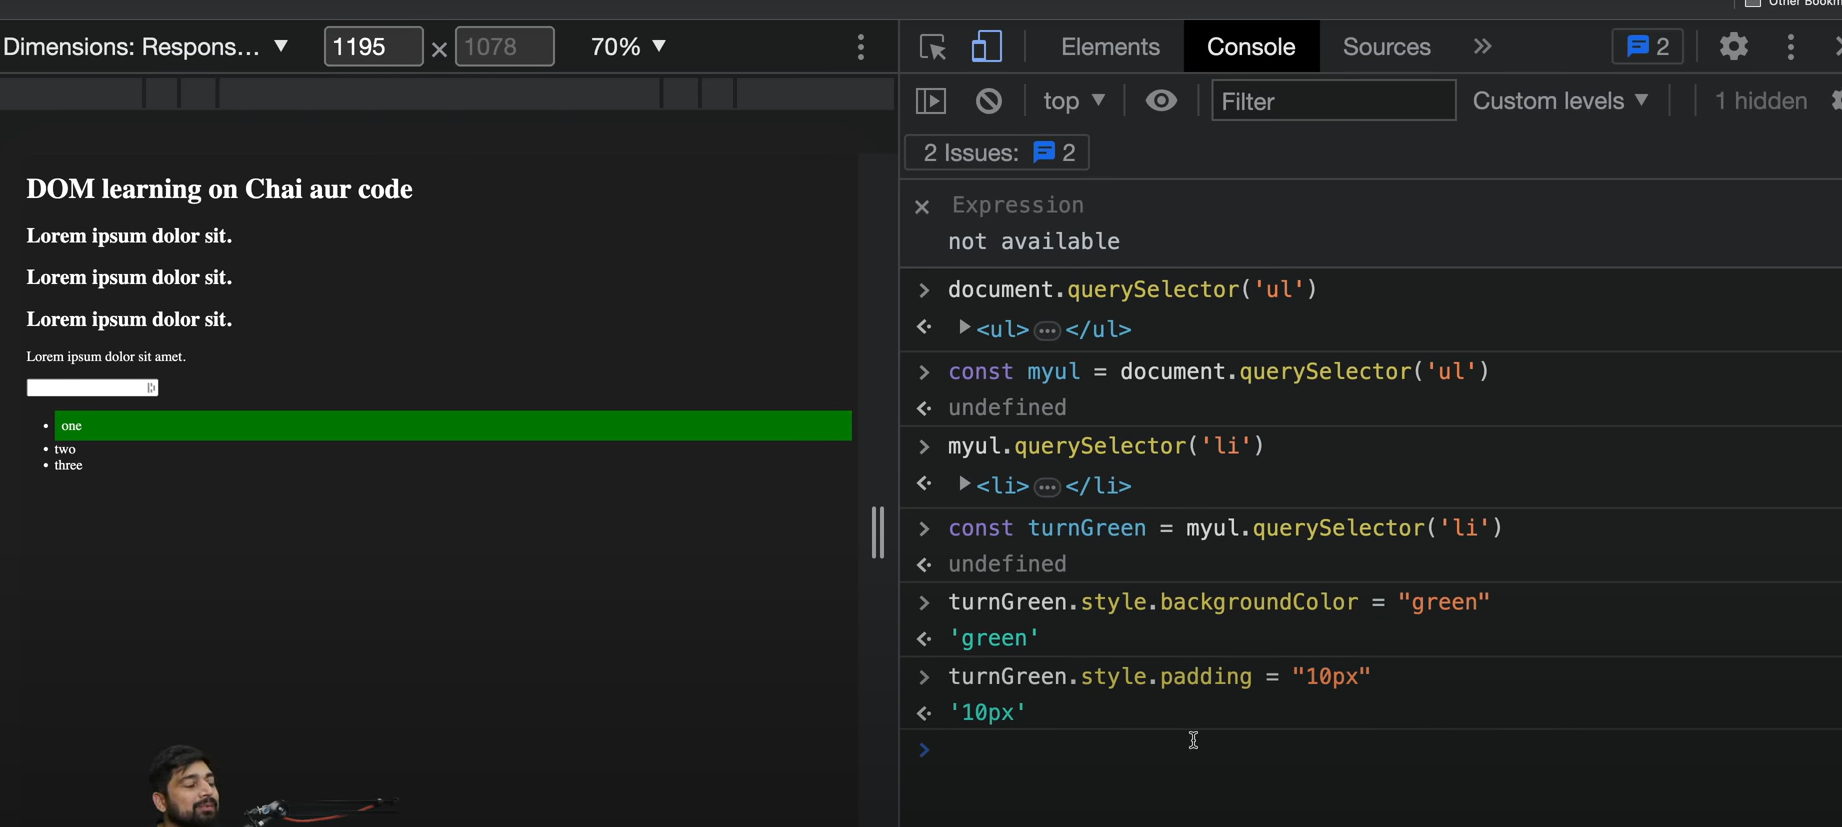 Dimensions: Respons... ▼ 1195 × 1078 70% ▼
Elements Console Sources » 2
top ▼ Filter Custom levels ▼ 1 hidden
2 Issues: 2
DOM learning on Chai aur code
Lorem ipsum dolor sit.
Lorem ipsum dolor sit.
Lorem ipsum dolor sit.
Lorem ipsum dolor sit amet.
• one
• two
• three
× Expression
not available
> document.querySelector('ul')
<ul>…</ul>
> const myul = document.querySelector('ul')
undefined
> myul.querySelector('li')
<li>…</li>
> const turnGreen = myul.querySelector('li')
undefined
> turnGreen.style.backgroundColor = "green"
'green'
> turnGreen.style.padding = "10px"
'10px'
>